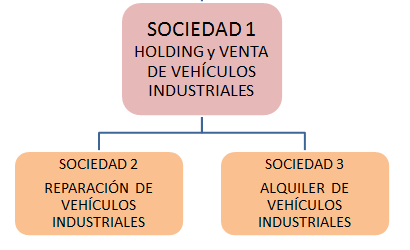 SOCIEDAD 1
HOLDING y VENTA
DE VEHÍCULOS
INDUSTRIALES
SOCIEDAD 2
REPARACIÓN DE
VEHÍCULOS
INDUSTRIALES
SOCIEDAD 3
ALQUILER DE
VEHÍCULOS
INDUSTRIALES